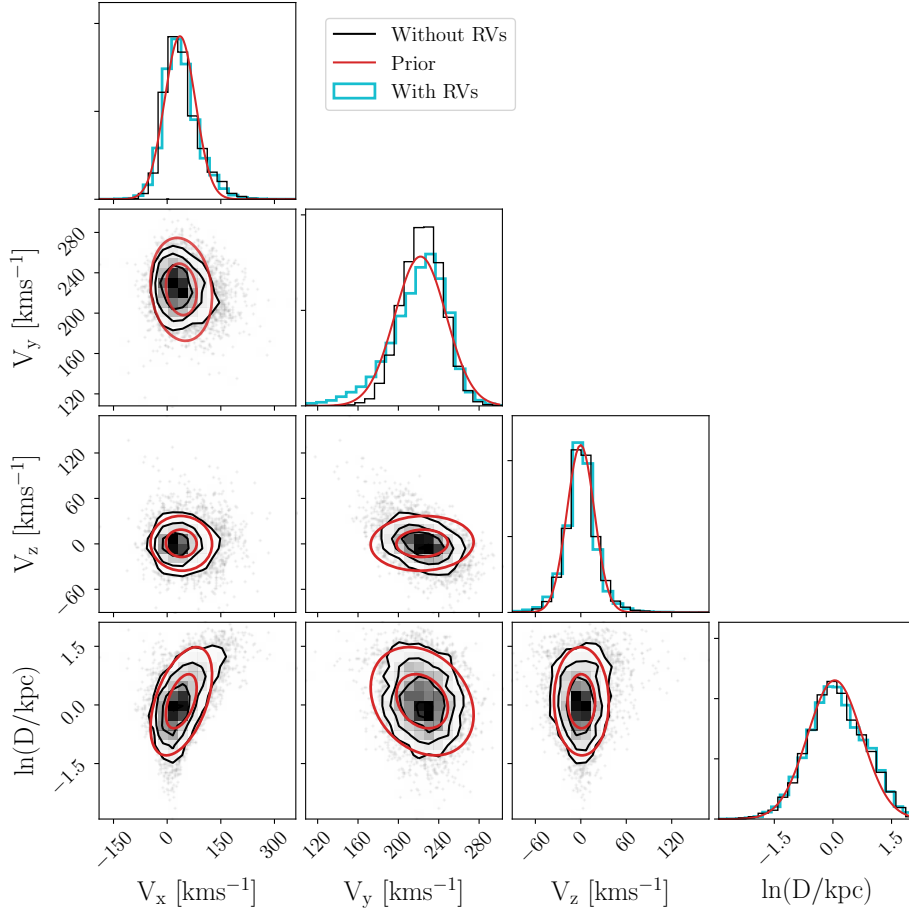 Without RVs
Prior
With RVs
V_y [kms⁻¹]
280
240
200
160
120
V_z [kms⁻¹]
120
60
0
−60
ln(D/kpc)
1.5
0.0
−1.5
−150 0 150 300
120 160 200 240 280
−60 0 60 120
−1.5 0.0 1.5
V_x [kms⁻¹] V_y [kms⁻¹] V_z [kms⁻¹] ln(D/kpc)